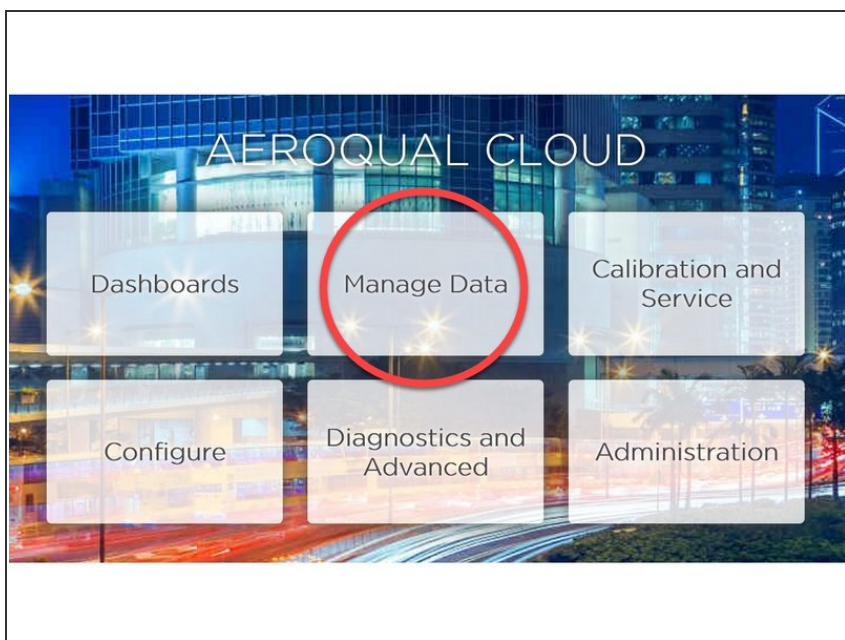 AEROQUAL CLOUD
Dashboards
Manage Data
Calibration and
Service
Configure
Diagnostics and
Advanced
Administration